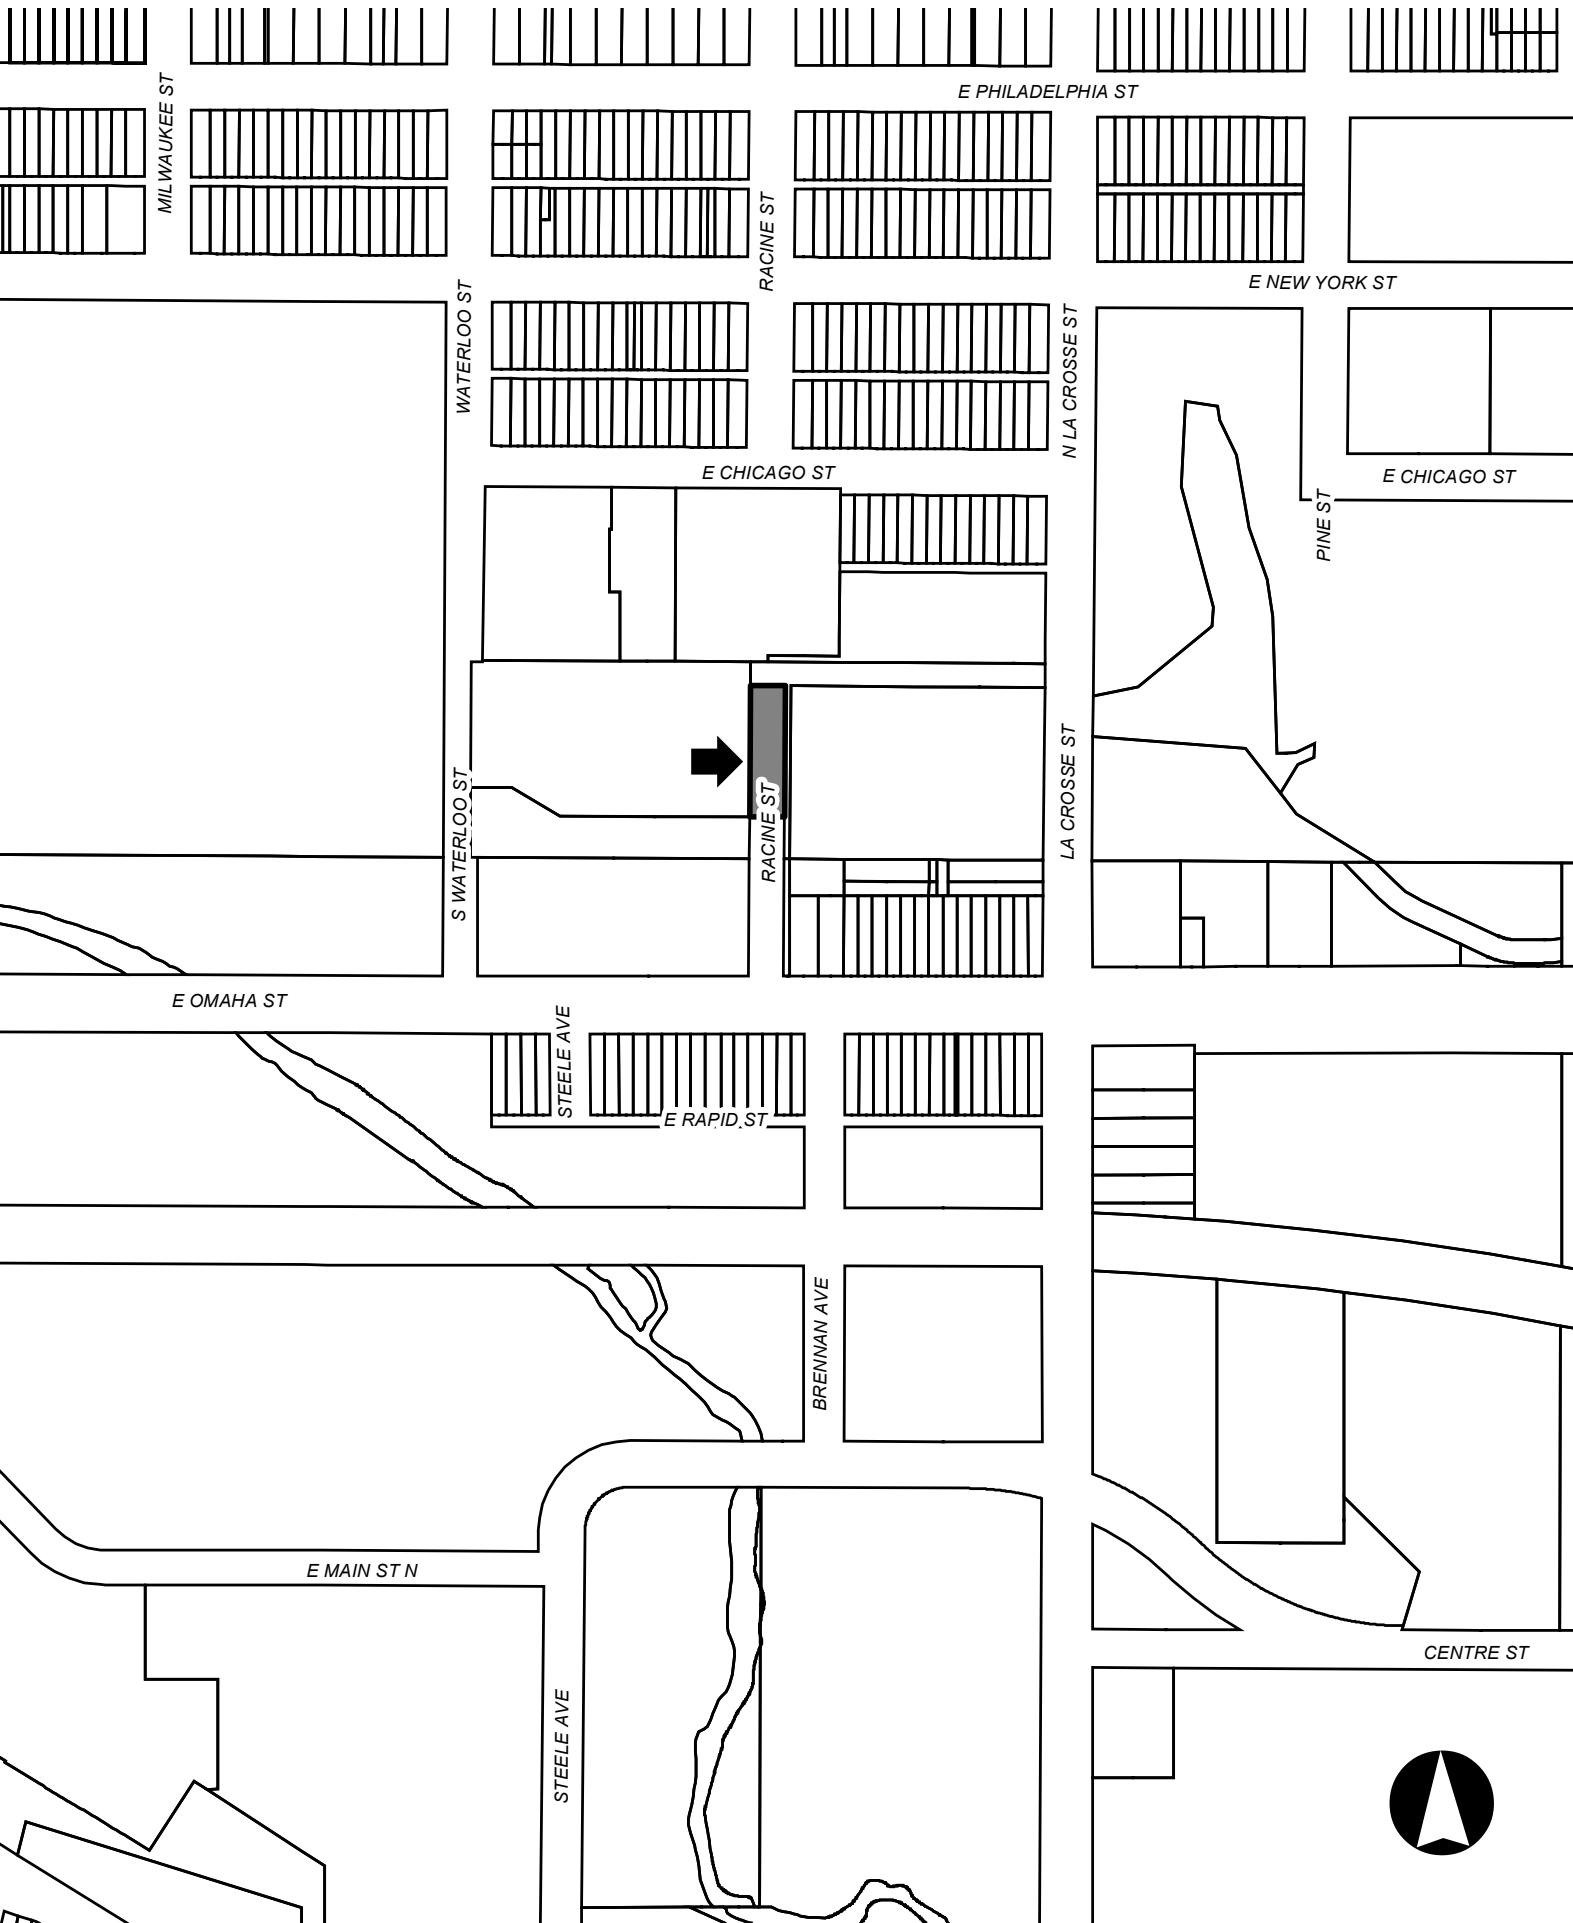 E PHILADELPHIA ST
MILWAUKEE ST
RACINE ST
E NEW YORK ST
WATERLOO ST
N LA CROSSE ST
E CHICAGO ST
E CHICAGO ST
PINE ST
LA CROSSE ST
S WATERLOO ST
RACINE ST
E OMAHA ST
STEELE AVE
E RAPID ST
BRENNAN AVE
E MAIN ST N
CENTRE ST
STEELE AVE